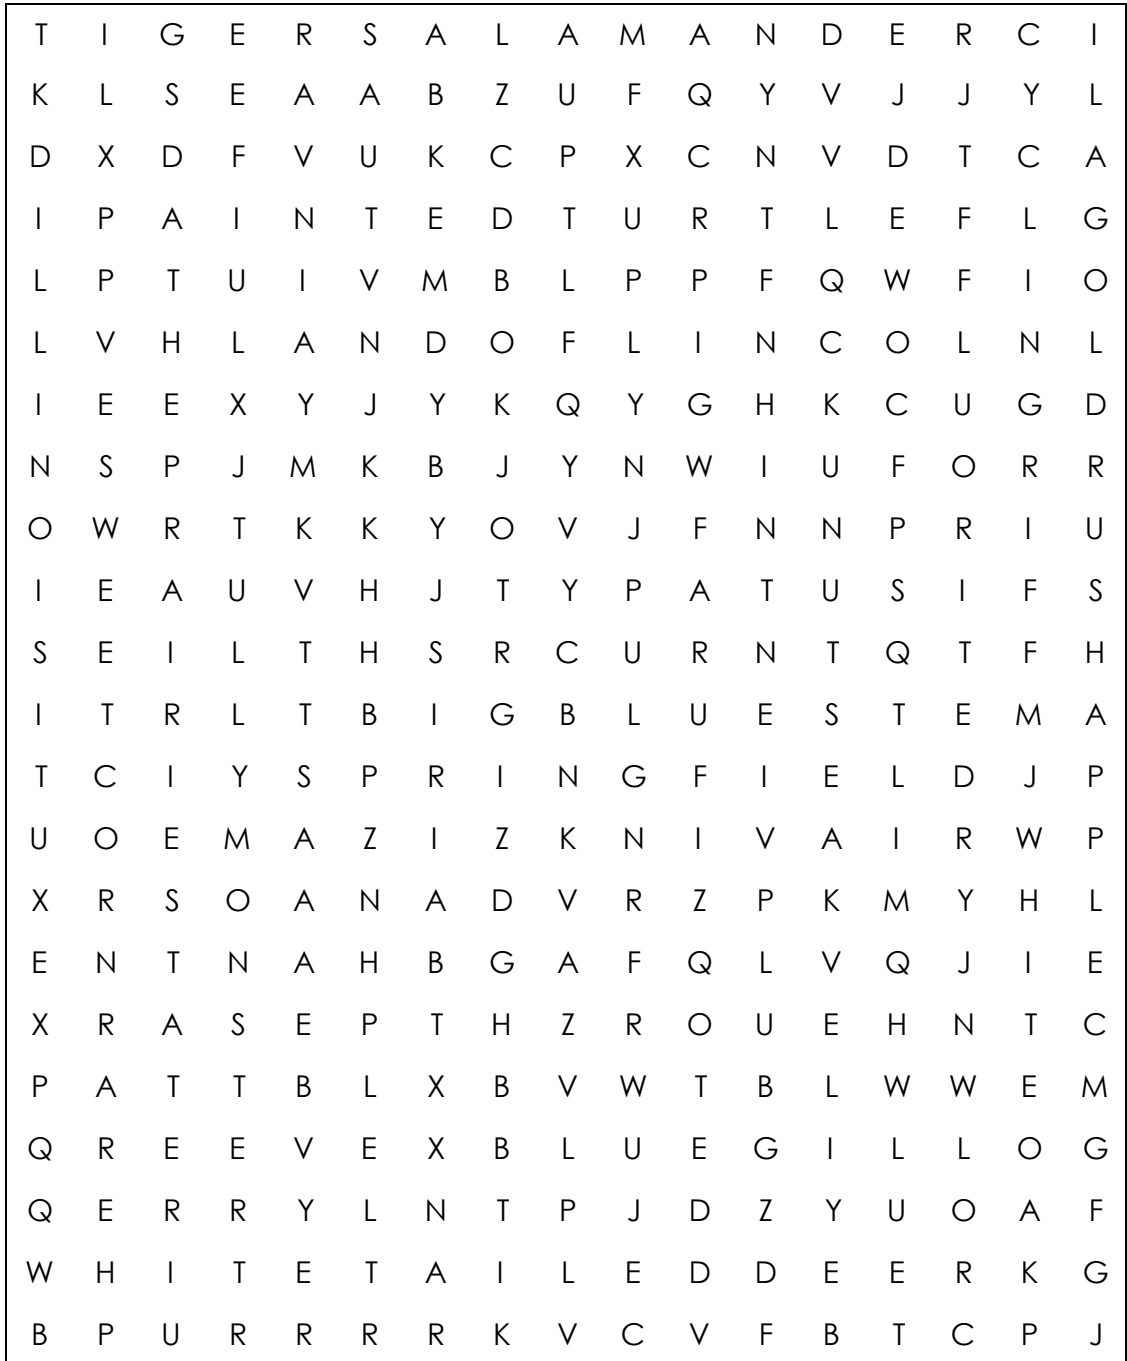 T I G E R S A L A M A N D E R C I
K L S E A A B Z U F Q Y V J J Y L
D X D F V U K C P X C N V D T C A
I P A I N T E D T U R T L E F L G
L P T U I V M B L P P F Q W F I O
L V H L A N D O F L I N C O L N L
I E E X Y J Y K Q Y G H K C U G D
N S P J M K B J Y N W I U F O R R
O W R T K K Y O V J F N N P R I U
I E A U V H J T Y P A T U S I F S
S E I L T H S R C U R N T Q T F H
I T R L T B I G B L U E S T E M A
T C I Y S P R I N G F I E L D J P
U O E M A Z I Z K N I V A I R W P
X R S O A N A D V R Z P K M Y H L
E N T N A H B G A F Q L V Q J I E
X R A S E P T H Z R O U E H N T C
P A T T B L X B V W T B L W W E M
Q R E E V E X B L U E G I L L O G
Q E R R Y L N T P J D Z Y U O A F
W H I T E T A I L E D D E E R K G
B P U R R R R K V C V F B T C P J